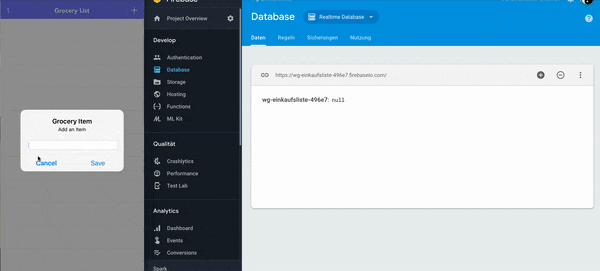 1
Grocery List
+
Grocery Item
Add an Item
Cancel
Save
Firebase
Project Overview
Develop
Authentication
Database
Storage
Hosting
Functions
ML Kit
Qualität
Crashlytics
Performance
Test Lab
Analytics
Dashboard
Events
Conversions
Spark
Database
Realtime Database
Daten
Regeln
Sicherungen
Nutzung
https://wg-einkaufsliste-496e7.firebaseio.com/
wg-einkaufsliste-496e7: null